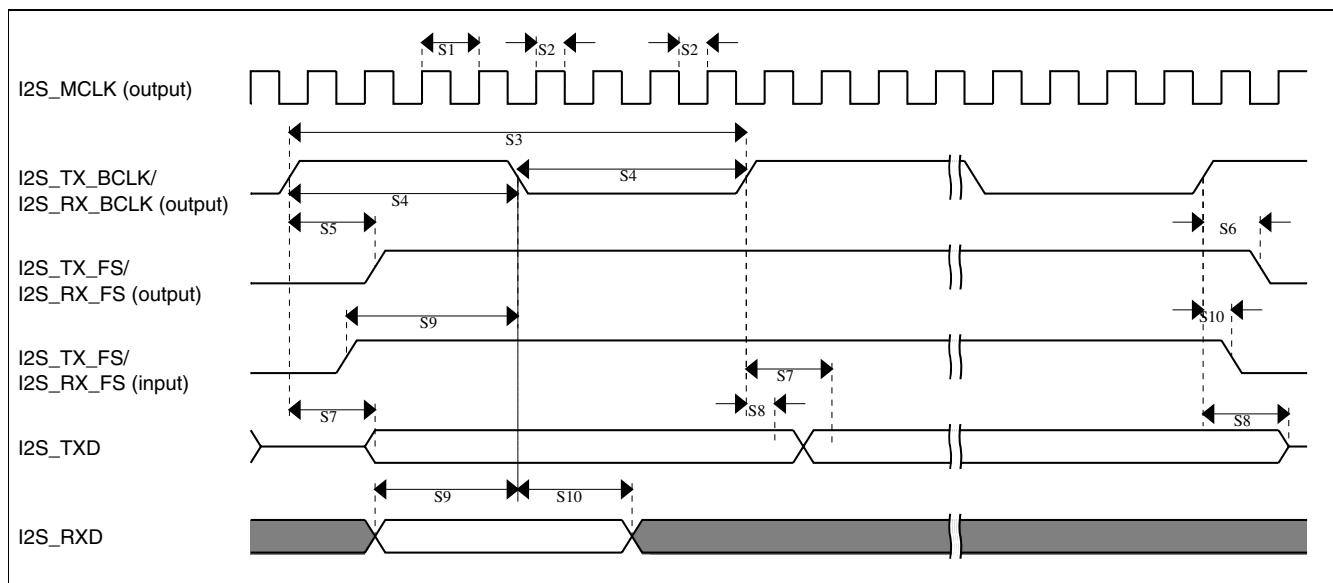 S1 S2 S2
I2S_MCLK (output)
S3
I2S_TX_BCLK/
I2S_RX_BCLK (output)
S4
S4
S5
S6
I2S_TX_FS/
I2S_RX_FS (output)
S9
S10
I2S_TX_FS/
I2S_RX_FS (input)
S7
S7
S8
S8
I2S_TXD
S9 S10
I2S_RXD